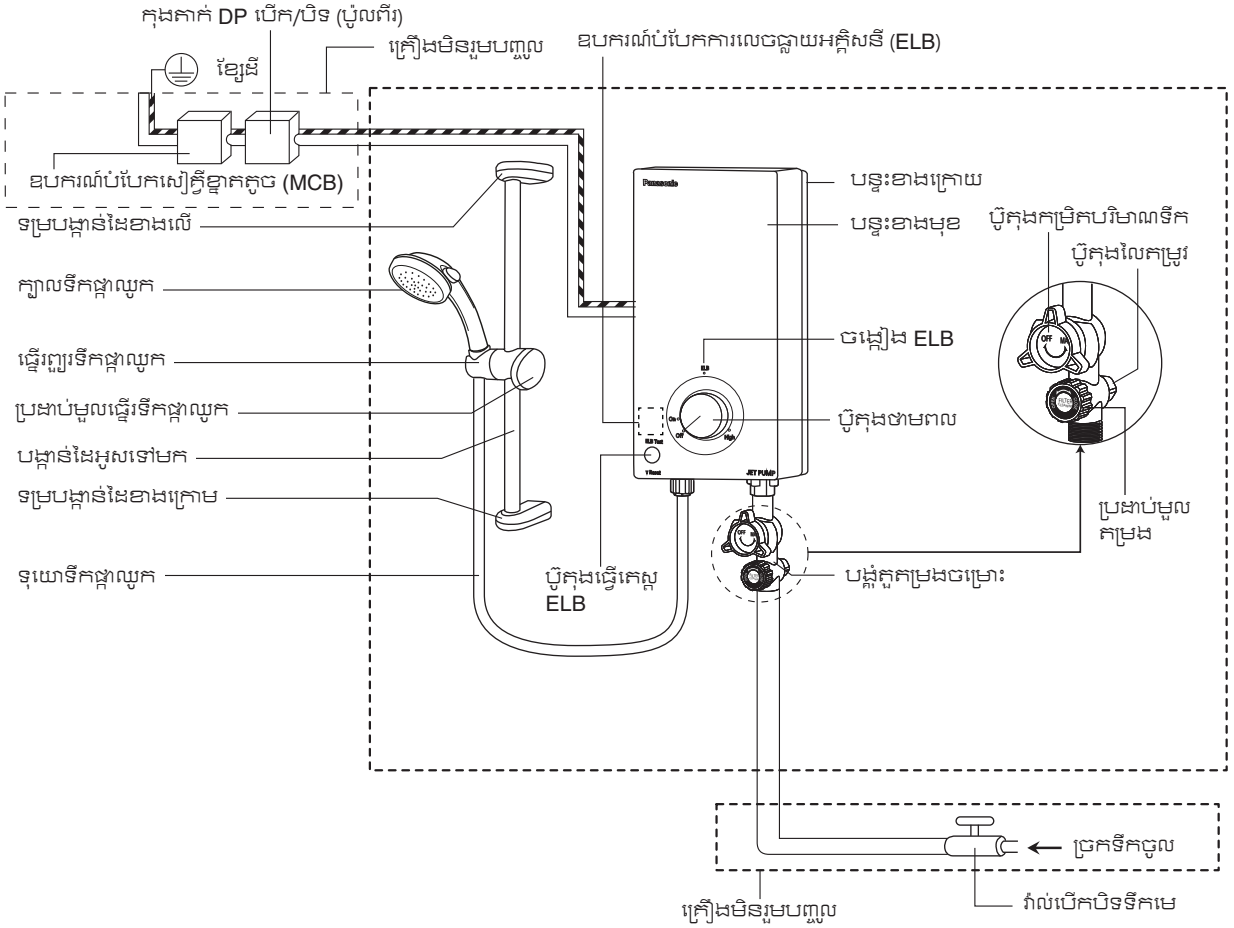 កុងតាក់ DP បើក/បិទ (ប៉ូលពីរ)
គ្រឿងមិនរួមបញ្ចូល
ឧបករណ៍បំបែកការលេចធ្លាយអគ្គិសនី (ELB)
ខ្សែដី
ឧបករណ៍បំបែកសៀគ្វីខ្នាតតូច (MCB)
ទម្របង្កាន់ដៃខាងលើ
ក្បាលទឹកផ្កាឈូក
ធ្នើរព្យួរទឹកផ្កាឈូក
ប្រដាប់មួលធ្នើរទឹកផ្កាឈូក
បង្កាន់ដៃអូសទៅមក
ទម្របង្កាន់ដៃខាងក្រោម
ទុយោទឹកផ្កាឈូក
Panasonic
ELB
On
Off
High
ELB Test
Reset
JET PUMP
OFF
បន្ទះខាងក្រោយ
បន្ទះខាងមុខ
ចង្កៀង ELB
ប៊ូតុងថាមពល
ប៊ូតុងធ្វើតេស្ត
ELB
ប៊ូតុងកម្រិតបរិមាណទឹក
ប៊ូតុងលៃតម្រូវ
OFF
FILTER
ប្រដាប់មួល
តម្រង
បង្គុំតួតម្រងចម្រោះ
ច្រកទឹកចូល
វ៉ាល់បើកបិទទឹកមេ
គ្រឿងមិនរួមបញ្ចូល